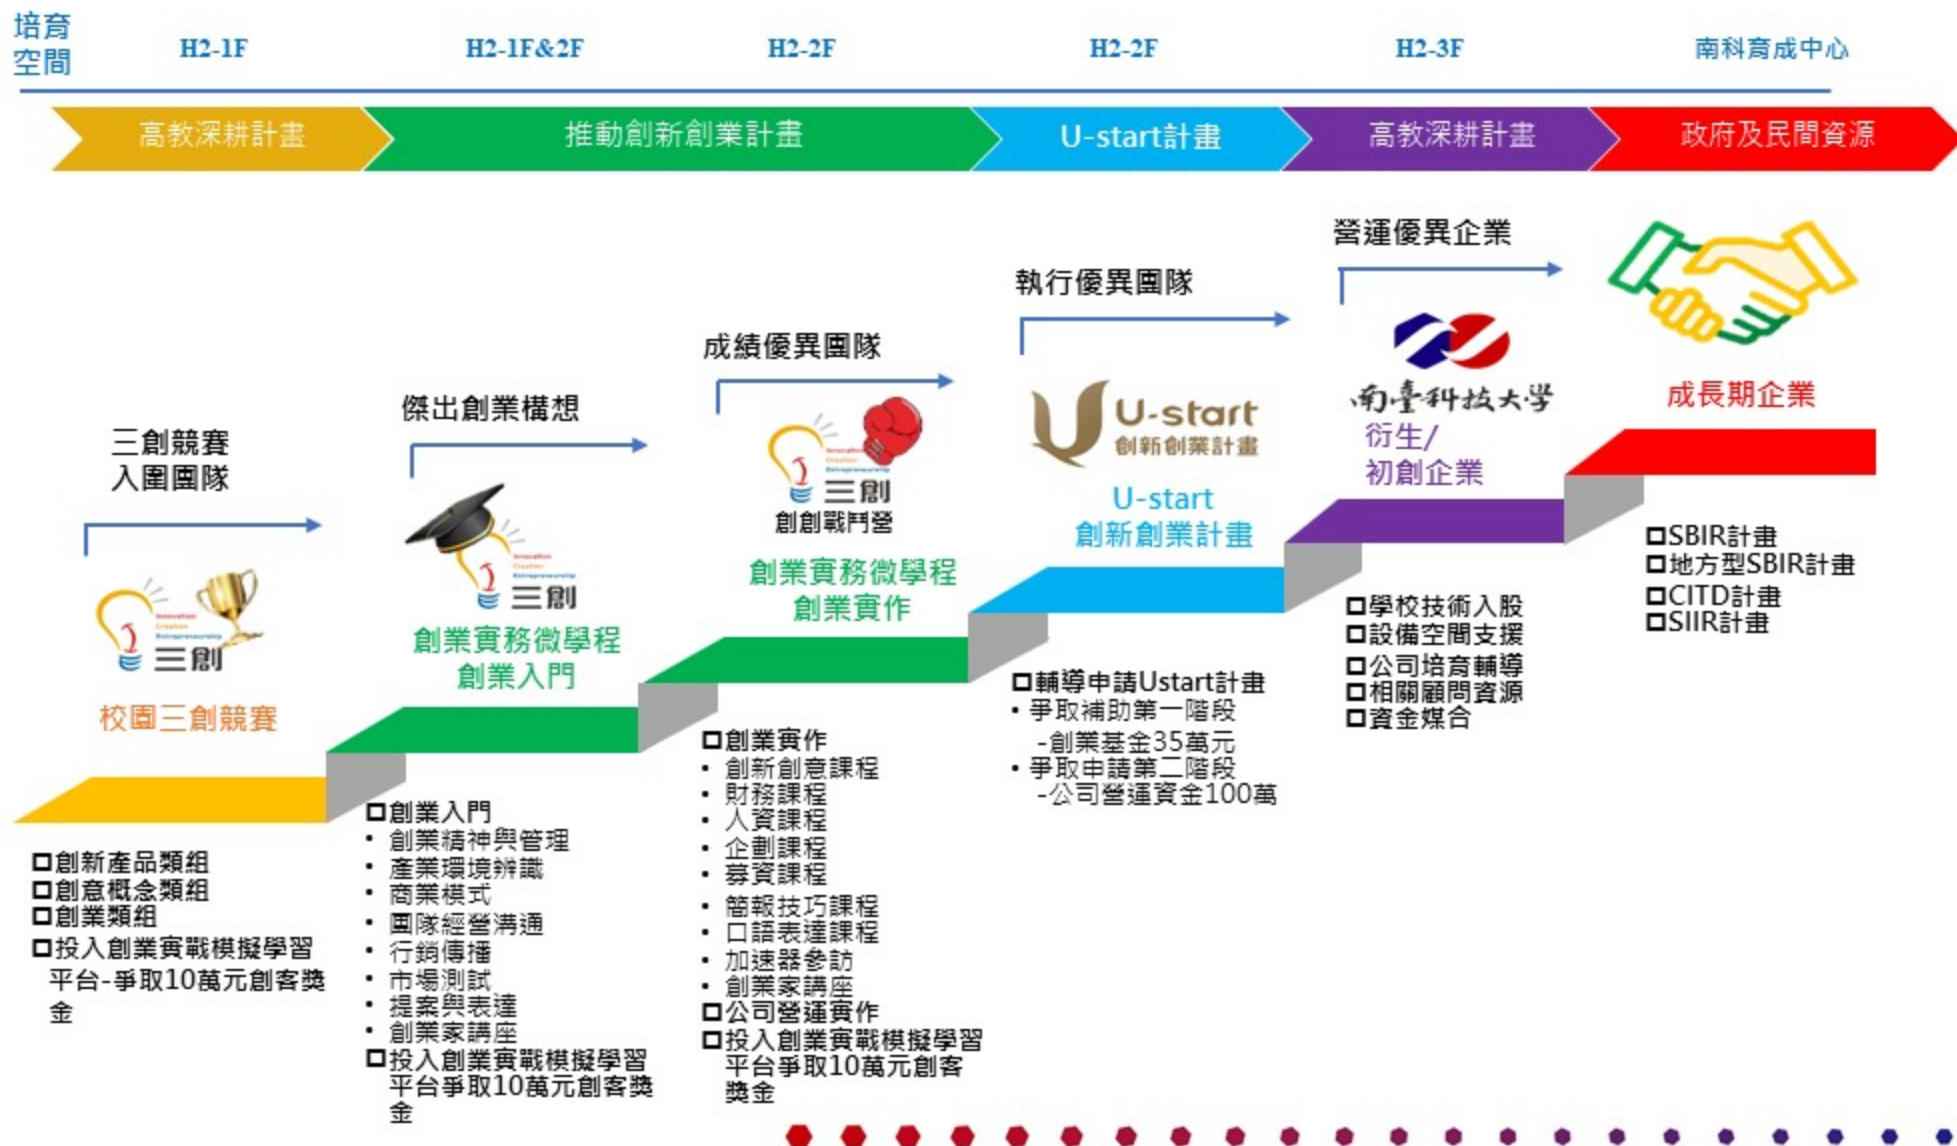 培育
空間
H2-1F
H2-1F&2F
H2-2F
H2-2F
H2-3F
南科育成中心
高教深耕計畫
推動創新創業計畫
U-start計畫
高教深耕計畫
政府及民間資源
三創競賽
入圍團隊
Innovation
Creation
Entrepreneurship
三創
校園三創競賽
□創新產品類組
□創意概念類組
□創業類組
□投入創業實戰模擬學習
平台-爭取10萬元創客獎
金
傑出創業構想
Innovation
Creation
Entrepreneurship
三創
創業實務微學程
創業入門
□創業入門
• 創業精神與管理
• 產業環境辨識
• 商業模式
• 團隊經營溝通
• 行銷傳播
• 市場測試
• 提案與表達
• 創業家講座
□投入創業實戰模擬學習
平台爭取10萬元創客獎
金
成績優異團隊
Innovation
Creation
Entrepreneurship
三創
創創戰鬥營
創業實務微學程
創業實作
□創業實作
• 創新創意課程
• 財務課程
• 人資課程
• 企劃課程
• 募資課程
• 簡報技巧課程
• 口語表達課程
• 加速器參訪
• 創業家講座
□公司營運實作
□投入創業實戰模擬學習
平台爭取10萬元創客
獎金
執行優異團隊
U-start
創新創業計畫
U-start
創新創業計畫
□輔導申請Ustart計畫
• 爭取補助第一階段
-創業基金35萬元
• 爭取申請第二階段
-公司營運資金100萬
營運優異企業
南臺科技大學
衍生/
初創企業
□學校技術入股
□設備空間支援
□公司培育輔導
□相關顧問資源
□資金媒合
成長期企業
□SBIR計畫
□地方型SBIR計畫
□CITD計畫
□SIIR計畫